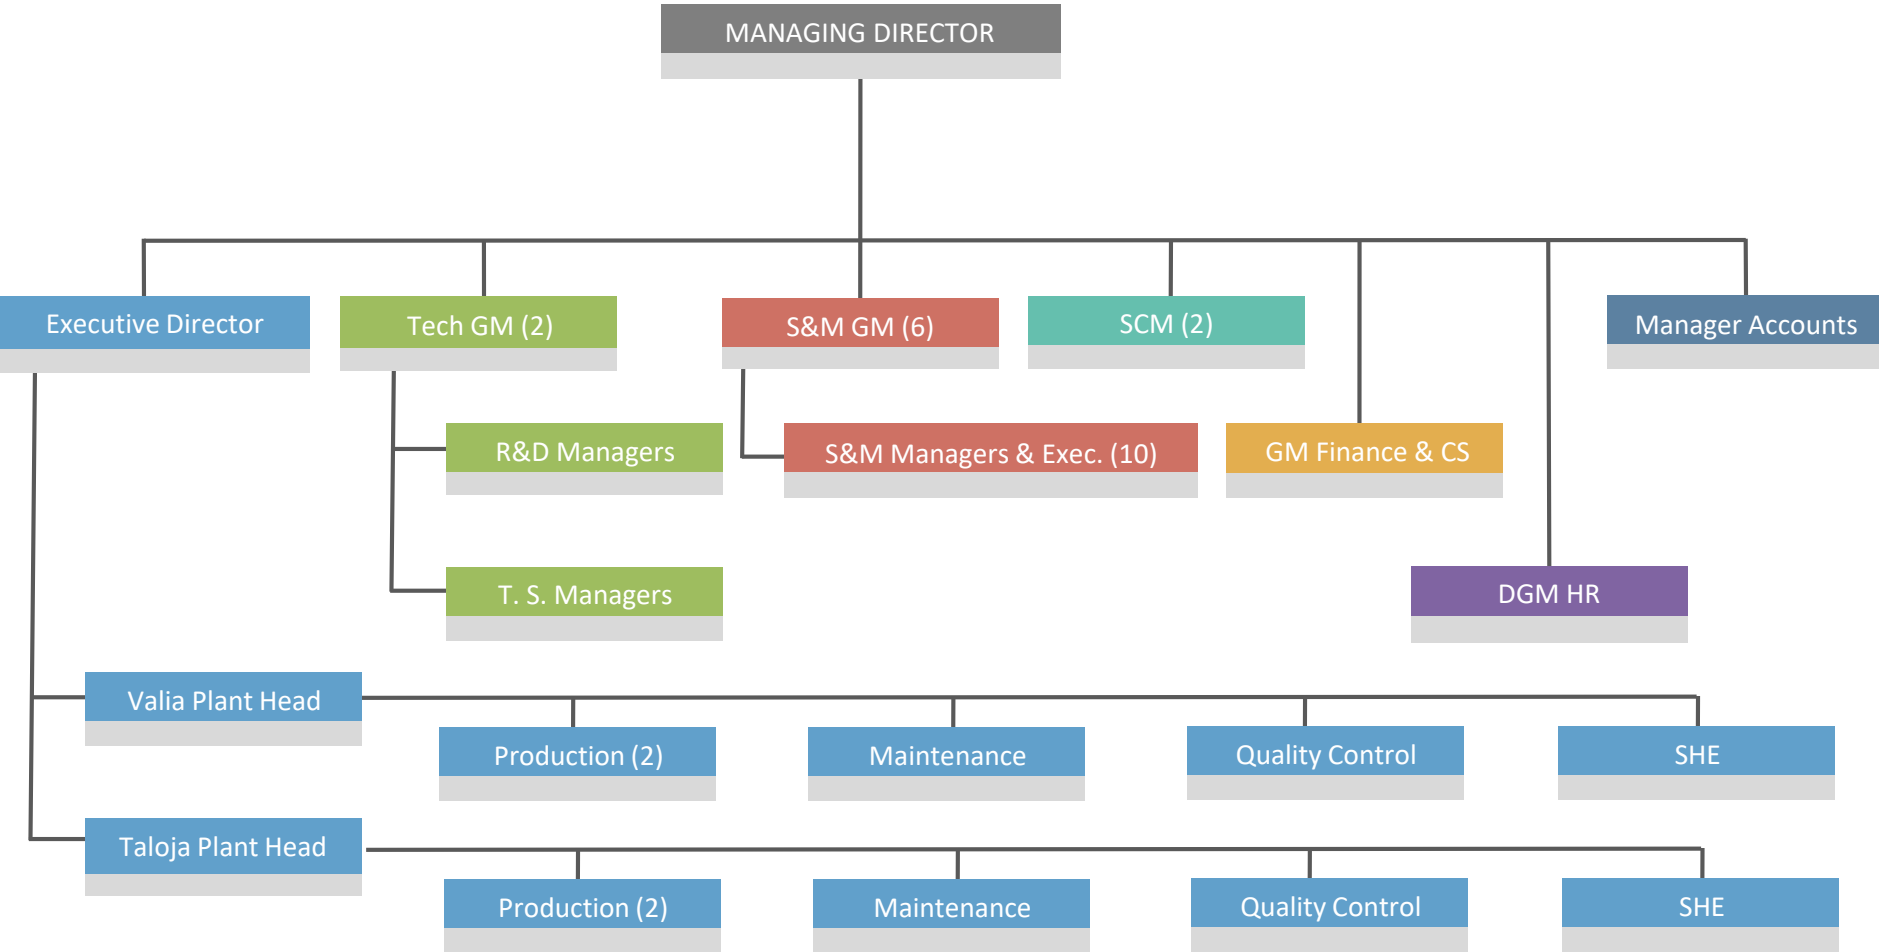 MANAGING DIRECTOR
Executive Director
Tech GM (2)
S&M GM (6)
SCM (2)
Manager Accounts
R&D Managers
S&M Managers & Exec. (10)
GM Finance & CS
T. S. Managers
DGM HR
Valia Plant Head
Production (2)
Maintenance
Quality Control
SHE
Taloja Plant Head
Production (2)
Maintenance
Quality Control
SHE